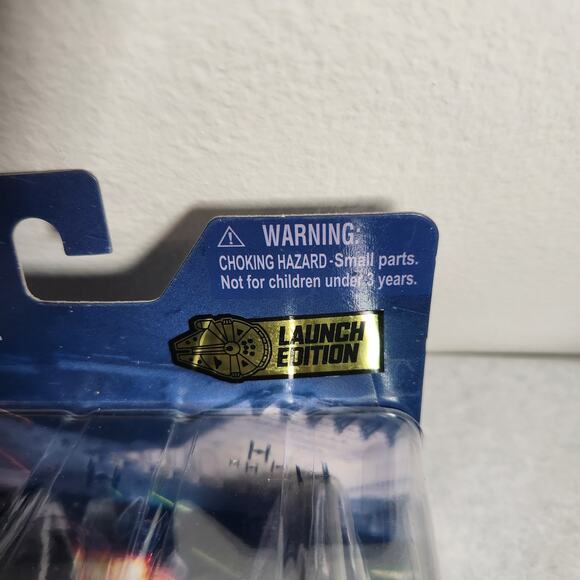 WARNING:
CHOKING HAZARD - Small parts.
Not for children under 3 years.
LAUNCH
EDITION